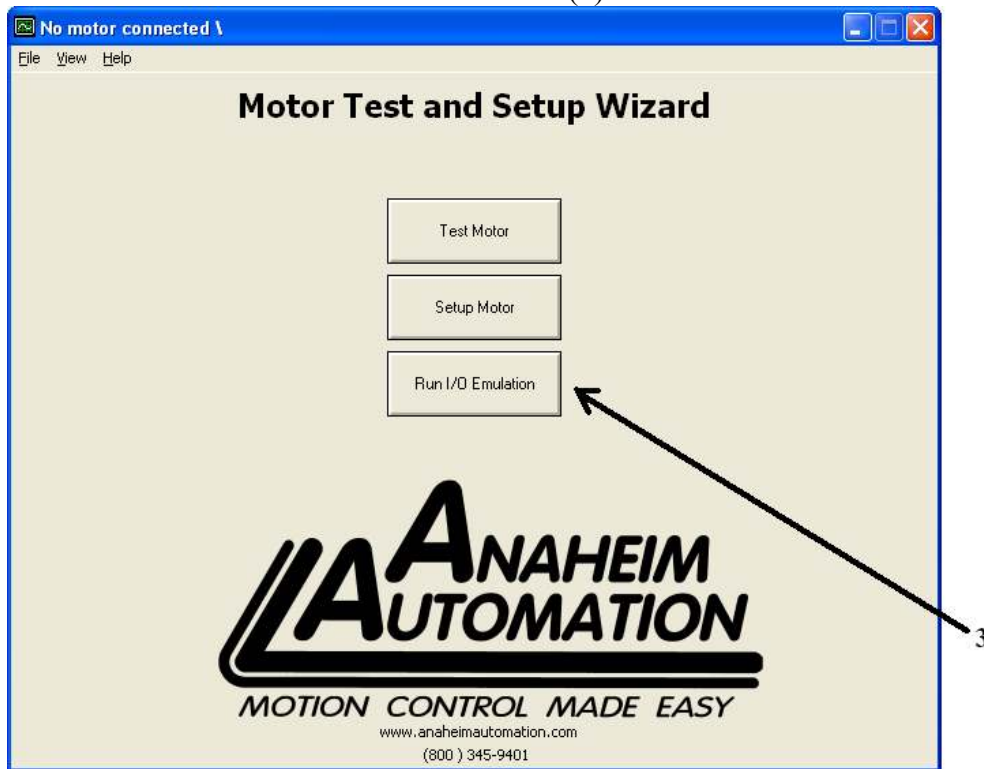 No motor connected \
File View Help
Motor Test and Setup Wizard
Test Motor
Setup Motor
Run I/O Emulation
3
ANAHEIM
AUTOMATION
MOTION CONTROL MADE EASY
www.anaheimautomation.com
(800 ) 345-9401